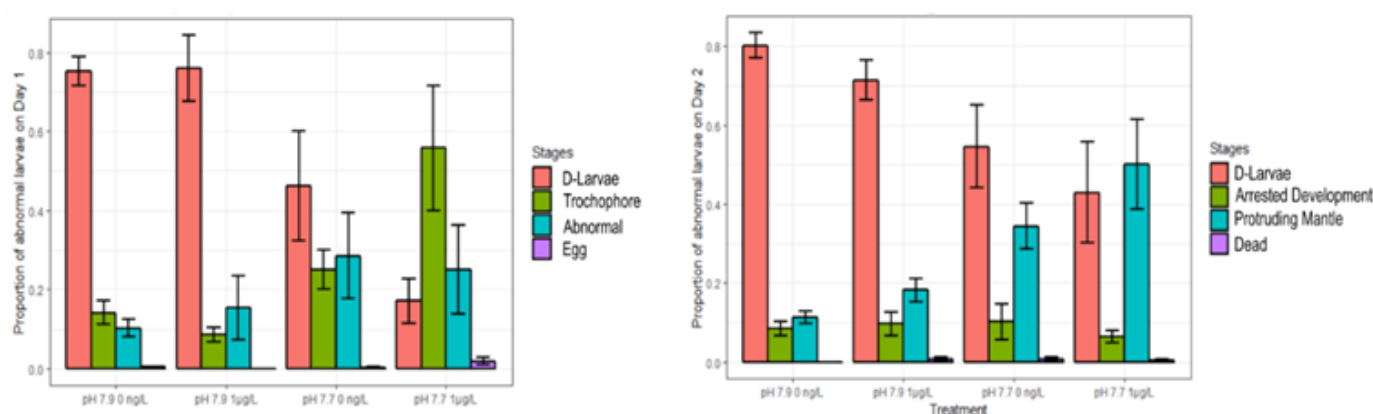 Proportion of abnormal larvae on Day 1
0.8
0.6
0.4
0.2
0.0
pH 7.9 0 ng/L
pH 7.9 1µg/L
pH 7.7 0 ng/L
pH 7.7 1µg/L
Stages
D-Larvae
Trochophore
Abnormal
Egg
Proportion of abnormal larvae on Day 2
0.8
0.6
0.4
0.2
0.0
pH 7.9 0 ng/L
pH 7.9 1µg/L
pH 7.7 0 ng/L
pH 7.7 1µg/L
Treatment
Stages
D-Larvae
Arrested Development
Protruding Mantle
Dead